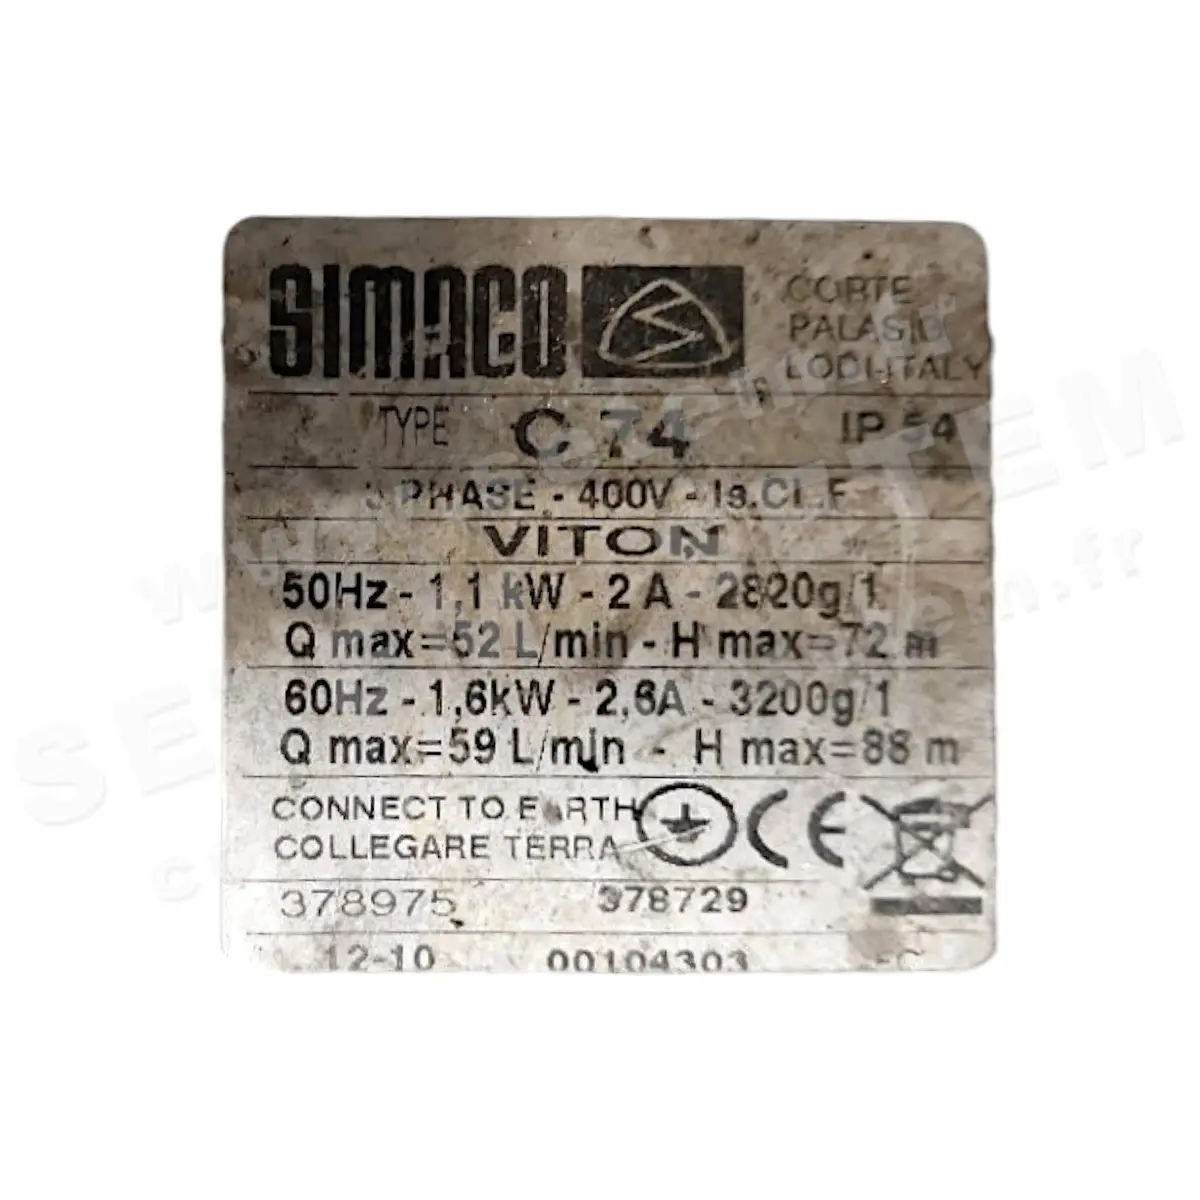 SIMACO
CORTE
PALASIO
LODI-ITALY
TYPE C 74 IP 54
3 PHASE - 400V - Is.CL.F
VITON
50Hz - 1,1 kW - 2 A - 2820g/1
Q max=52 L/min - H max=72 m
60Hz - 1,6kW - 2,6A - 3200g/1
Q max=59 L/min - H max=88 m
CONNECT TO EARTH
COLLEGARE TERRA
CE
378975 378729
12-10 00104303